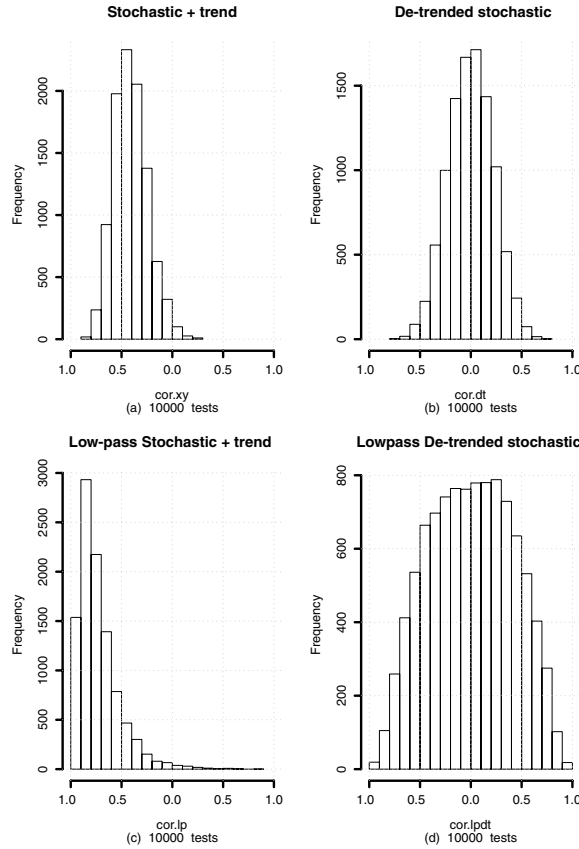 Stochastic + trend
Frequency
0 500 1000 1500 2000
1.0 0.5 0.0 0.5 1.0
cor.xy
(a) 10000 tests
De-trended stochastic
Frequency
0 500 1000 1500
1.0 0.5 0.0 0.5 1.0
cor.dt
(b) 10000 tests
Low-pass Stochastic + trend
Frequency
0 500 1000 1500 2000 2500 3000
1.0 0.5 0.0 0.5 1.0
cor.lp
(c) 10000 tests
Lowpass De-trended stochastic
Frequency
0 200 400 600 800
1.0 0.5 0.0 0.5 1.0
cor.lpdt
(d) 10000 tests